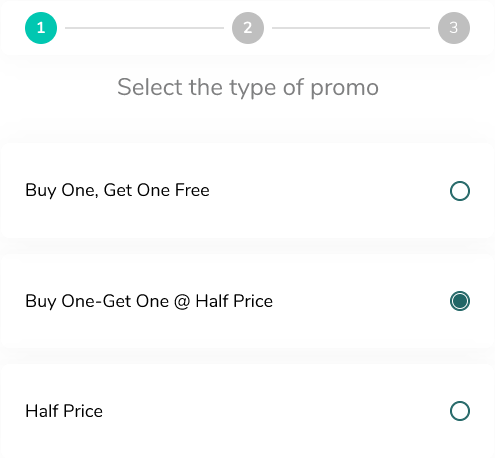 1 2 3
Select the type of promo
Buy One, Get One Free
Buy One-Get One @ Half Price
Half Price